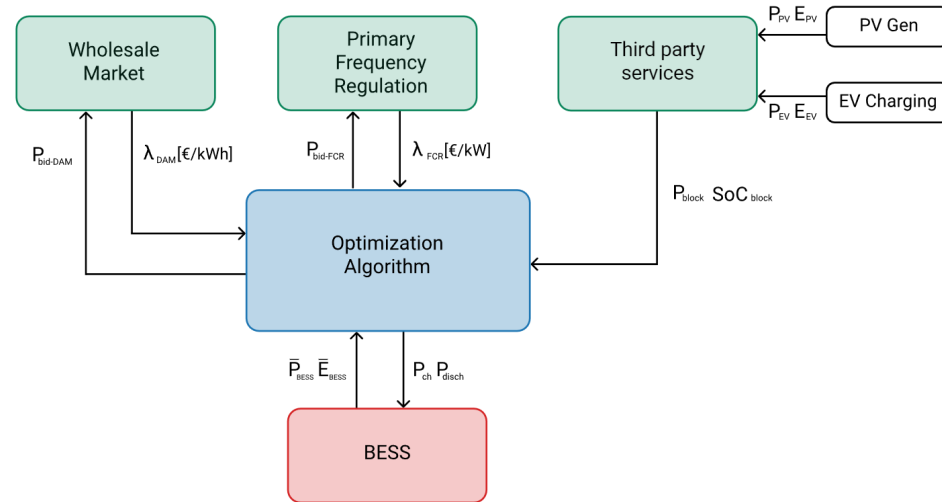 Wholesale
Market
Primary
Frequency
Regulation
Third party
services
P_PV E_PV
PV Gen
P_EV E_EV
EV Charging
P_bid-DAM
λ_DAM[€/kWh]
P_bid-FCR
λ_FCR[€/kW]
P_block SoC_block
Optimization
Algorithm
P̅_BESS E̅_BESS
P_ch P_disch
BESS